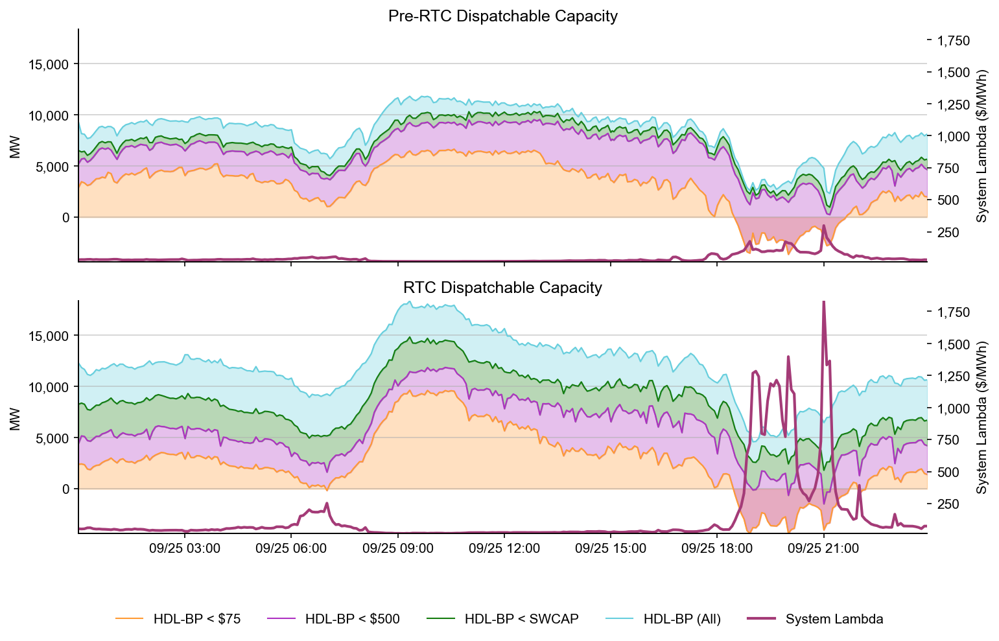 Pre-RTC Dispatchable Capacity
MW
15,000
10,000
5,000
0
1,750
1,500
1,250
1,000
750
500
250
System Lambda ($/MWh)
RTC Dispatchable Capacity
MW
15,000
10,000
5,000
0
1,750
1,500
1,250
1,000
750
500
250
System Lambda ($/MWh)
09/25 03:00 09/25 06:00 09/25 09:00 09/25 12:00 09/25 15:00 09/25 18:00 09/25 21:00
HDL-BP < $75 HDL-BP < $500 HDL-BP < SWCAP HDL-BP (All) System Lambda